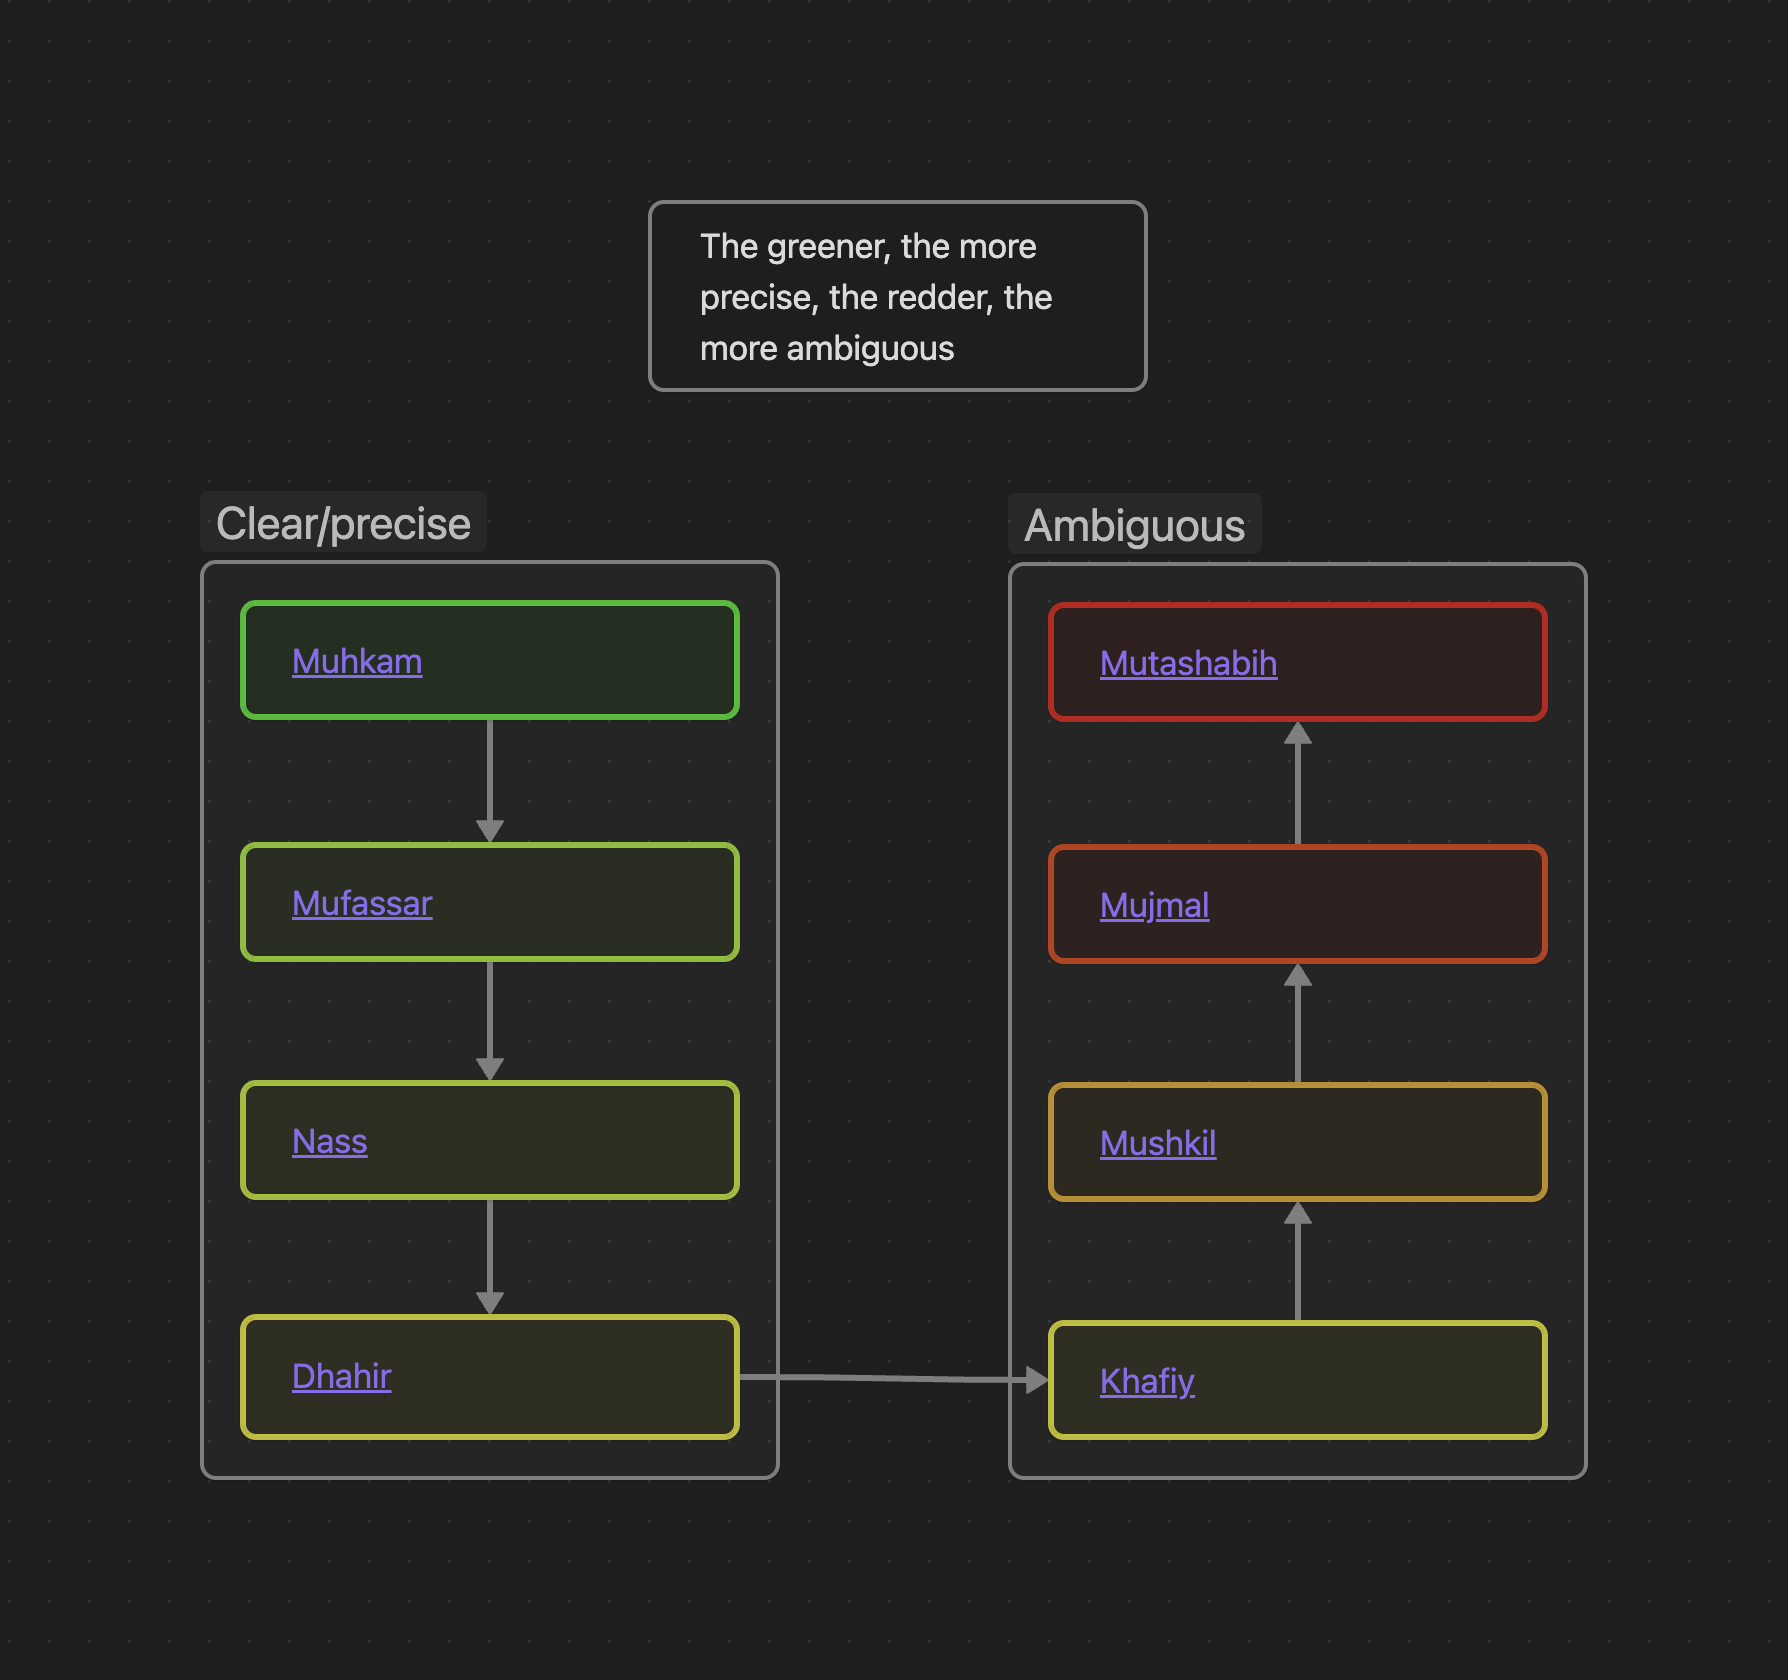 The greener, the more
precise, the redder, the
more ambiguous
Clear/precise
Muhkam
Mufassar
Nass
Dhahir
Ambiguous
Mutashabih
Mujmal
Mushkil
Khafiy